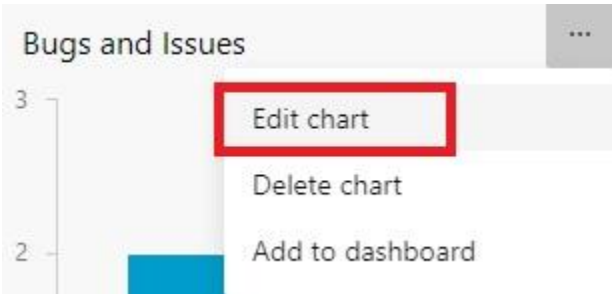 Bugs and Issues
...
3
Edit chart
Delete chart
2
Add to dashboard